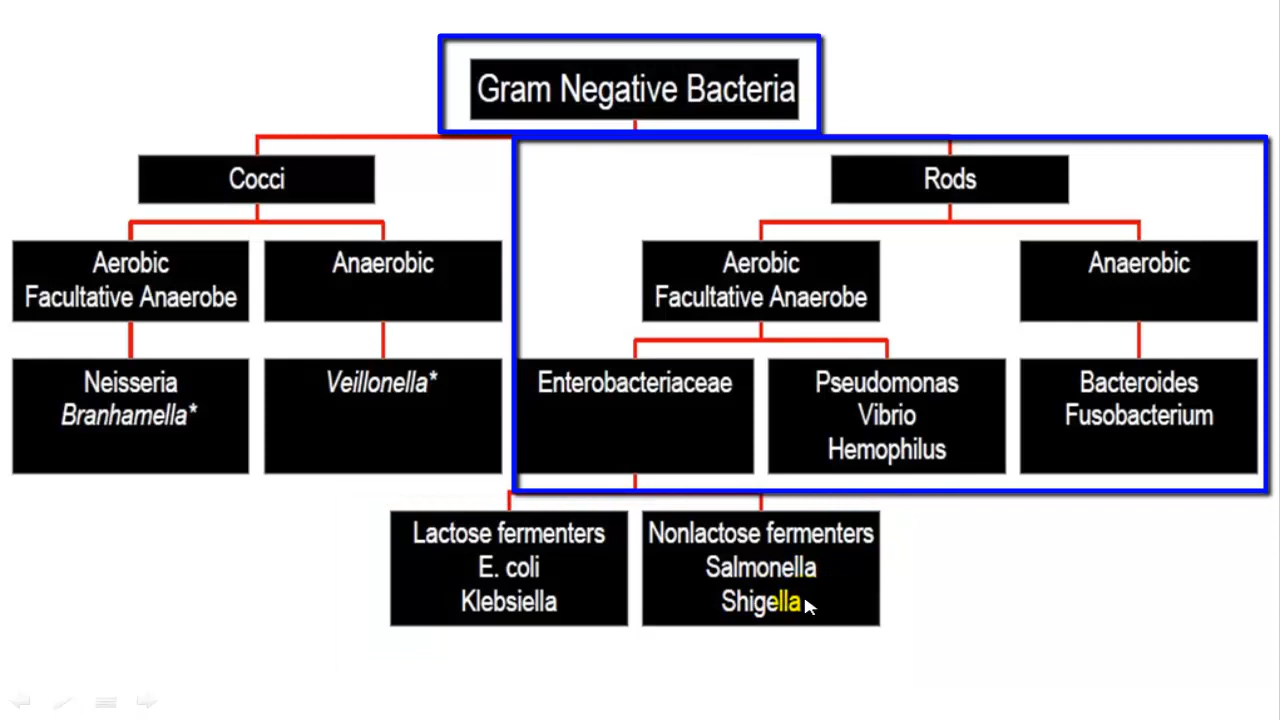 Gram Negative Bacteria
Cocci
Rods
Aerobic
Facultative Anaerobe
Anaerobic
Aerobic
Facultative Anaerobe
Anaerobic
Neisseria
Branhamella*
Veillonella*
Enterobacteriaceae
Pseudomonas
Vibrio
Hemophilus
Bacteroides
Fusobacterium
Lactose fermenters
E. coli
Klebsiella
Nonlactose fermenters
Salmonella
Shigella